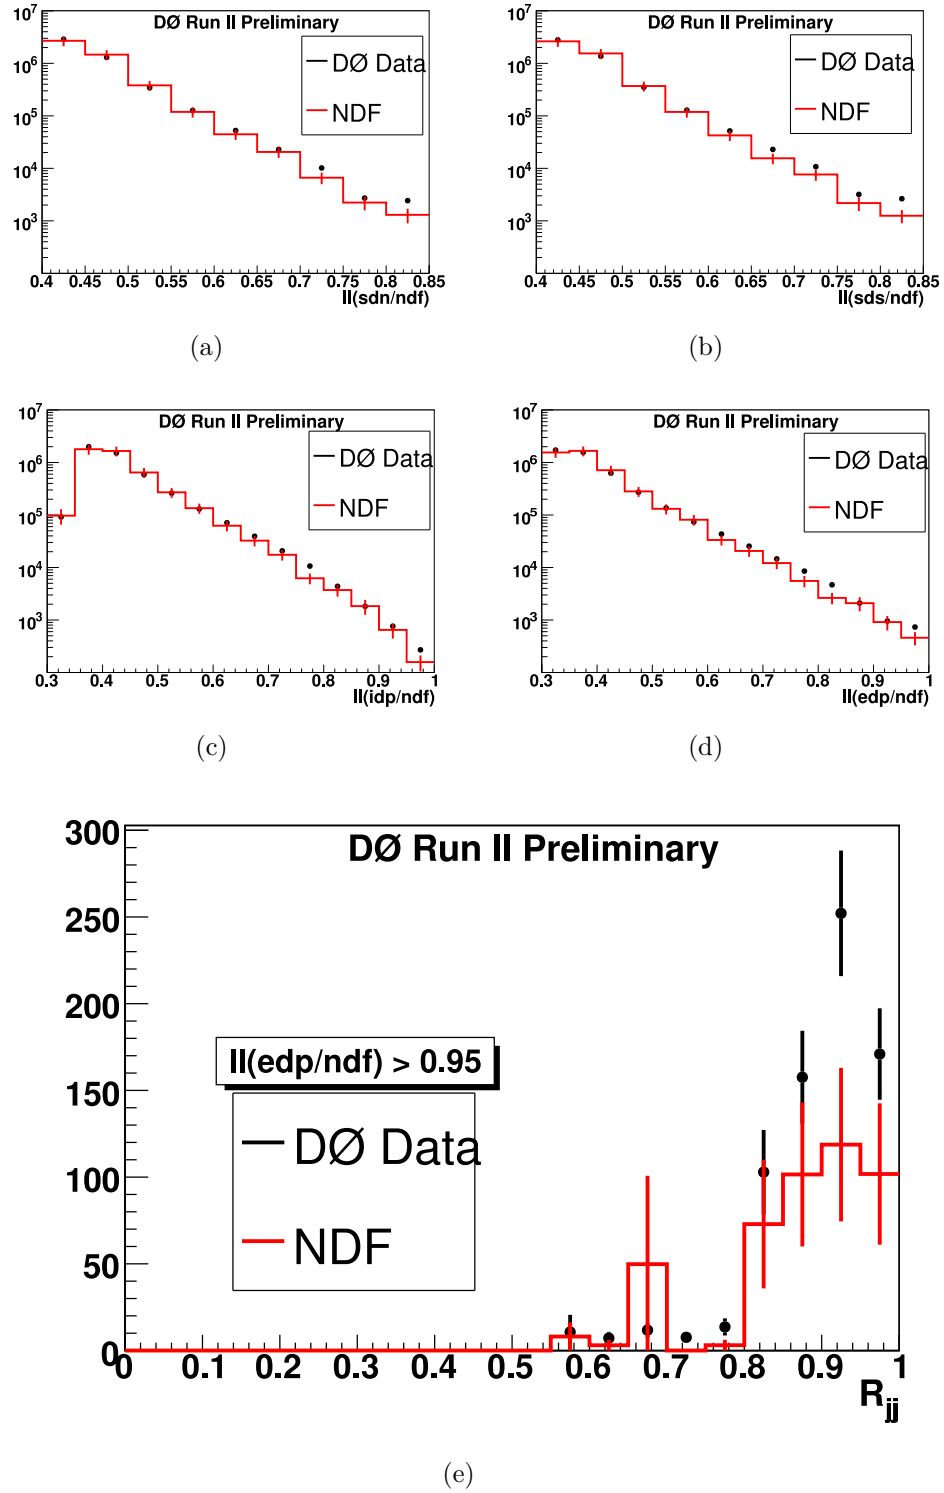 DØ Run II Preliminary
10^7
10^6
10^5
10^4
10^3
DØ Data
NDF
0.4 0.45 0.5 0.55 0.6 0.65 0.7 0.75 0.8 0.85
II(sdn/ndf)
(a)
DØ Run II Preliminary
10^7
10^6
10^5
10^4
10^3
DØ Data
NDF
0.4 0.45 0.5 0.55 0.6 0.65 0.7 0.75 0.8 0.85
II(sds/ndf)
(b)
DØ Run II Preliminary
10^7
10^6
10^5
10^4
10^3
DØ Data
NDF
0.3 0.4 0.5 0.6 0.7 0.8 0.9 1
II(idp/ndf)
(c)
DØ Run II Preliminary
10^7
10^6
10^5
10^4
10^3
DØ Data
NDF
0.3 0.4 0.5 0.6 0.7 0.8 0.9 1
II(edp/ndf)
(d)
DØ Run II Preliminary
300
250
200
150
100
50
0
II(edp/ndf) > 0.95
DØ Data
NDF
0 0.1 0.2 0.3 0.4 0.5 0.6 0.7 0.8 0.9 1
R_jj
(e)